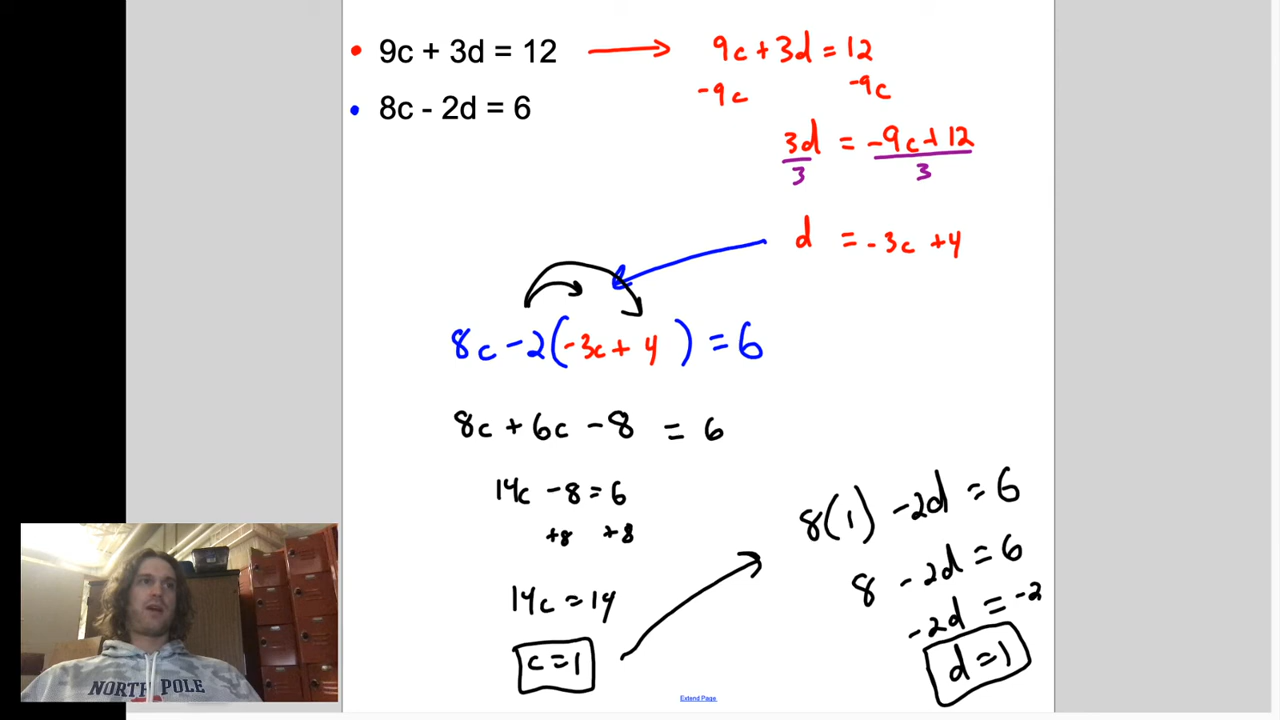 • 9c + 3d = 12
• 8c - 2d = 6
9c + 3d = 12
-9c -9c
3d = -9c + 12
3 3
d = -3c + 4
8c - 2(-3c + 4) = 6
8c + 6c - 8 = 6
14c - 8 = 6
+8 +8
14c = 14
c = 1
8(1) - 2d = 6
8 - 2d = 6
-2d = -2
d = 1
NORTH POLE
Extend Page